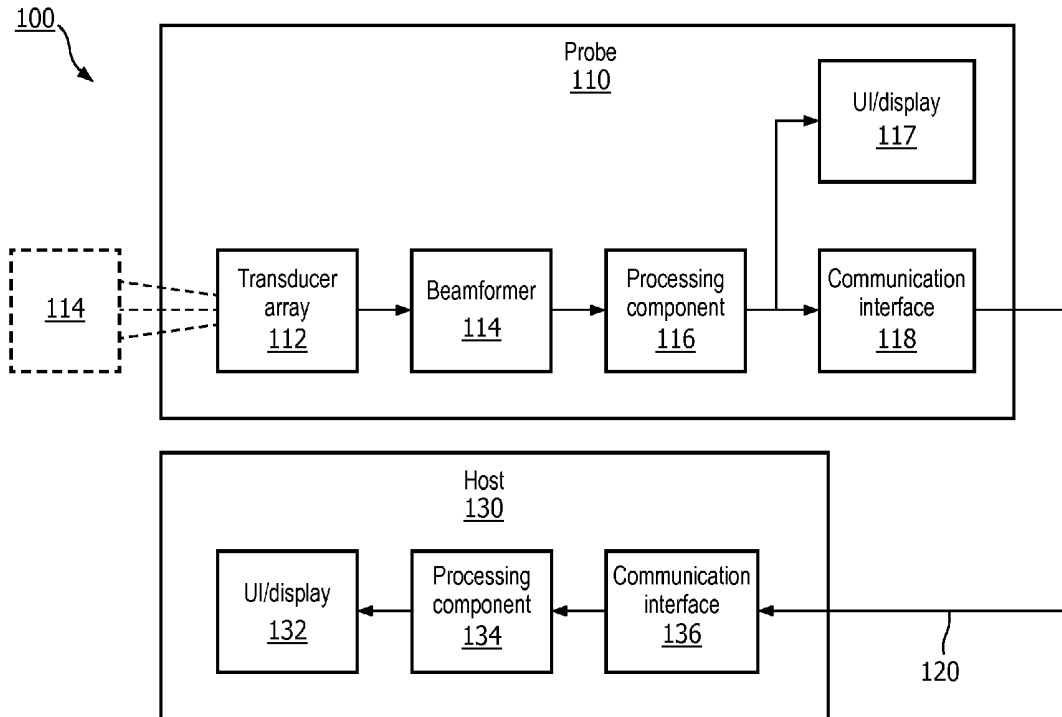 100
Probe
110
UI/display
117
114
Transducer
array
112
Beamformer
114
Processing
component
116
Communication
interface
118
Host
130
UI/display
132
Processing
component
134
Communication
interface
136
120